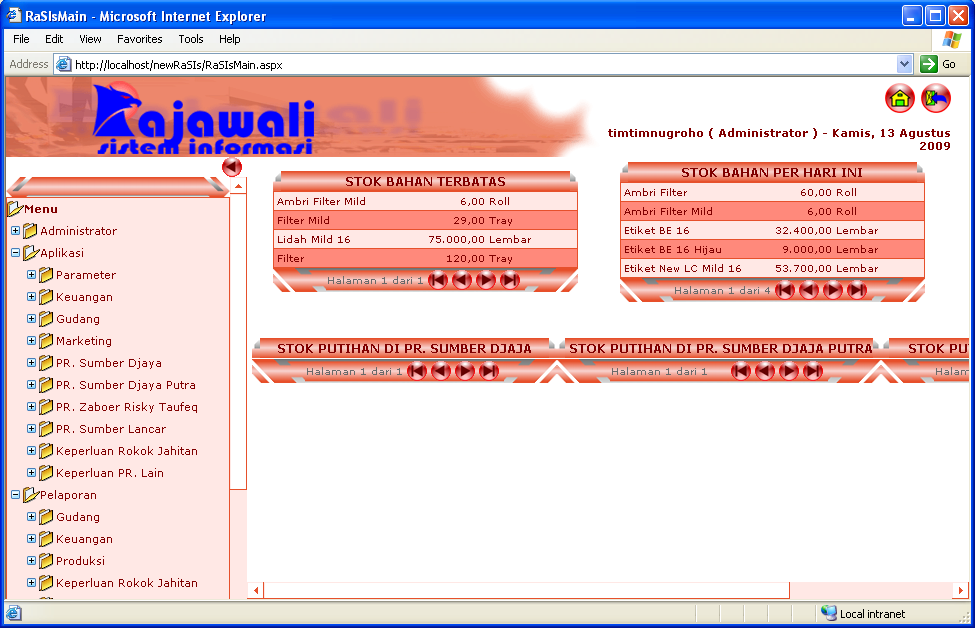 RaSIsMain - Microsoft Internet Explorer
File Edit View Favorites Tools Help
Address http://localhost/newRaSIs/RaSIsMain.aspx Go
Rajawali
sistem informasi
timtimnugroho ( Administrator ) - Kamis, 13 Agustus
2009
Menu
Administrator
Aplikasi
Parameter
Keuangan
Gudang
Marketing
PR. Sumber Djaya
PR. Sumber Djaya Putra
PR. Zaboer Risky Taufeq
PR. Sumber Lancar
Keperluan Rokok Jahitan
Keperluan PR. Lain
Pelaporan
Gudang
Keuangan
Produksi
Keperluan Rokok Jahitan
STOK BAHAN TERBATAS
Ambri Filter Mild 6,00 Roll
Filter Mild 29,00 Tray
Lidah Mild 16 75.000,00 Lembar
Filter 120,00 Tray
Halaman 1 dari 1
STOK BAHAN PER HARI INI
Ambri Filter 60,00 Roll
Ambri Filter Mild 6,00 Roll
Etiket BE 16 32.400,00 Lembar
Etiket BE 16 Hijau 9.000,00 Lembar
Etiket New LC Mild 16 53.700,00 Lembar
Halaman 1 dari 4
STOK PUTIHAN DI PR. SUMBER DJAJA
Halaman 1 dari 1
STOK PUTIHAN DI PR. SUMBER DJAJA PUTRA
Halaman 1 dari 1
STOK PU
Halam
Local intranet